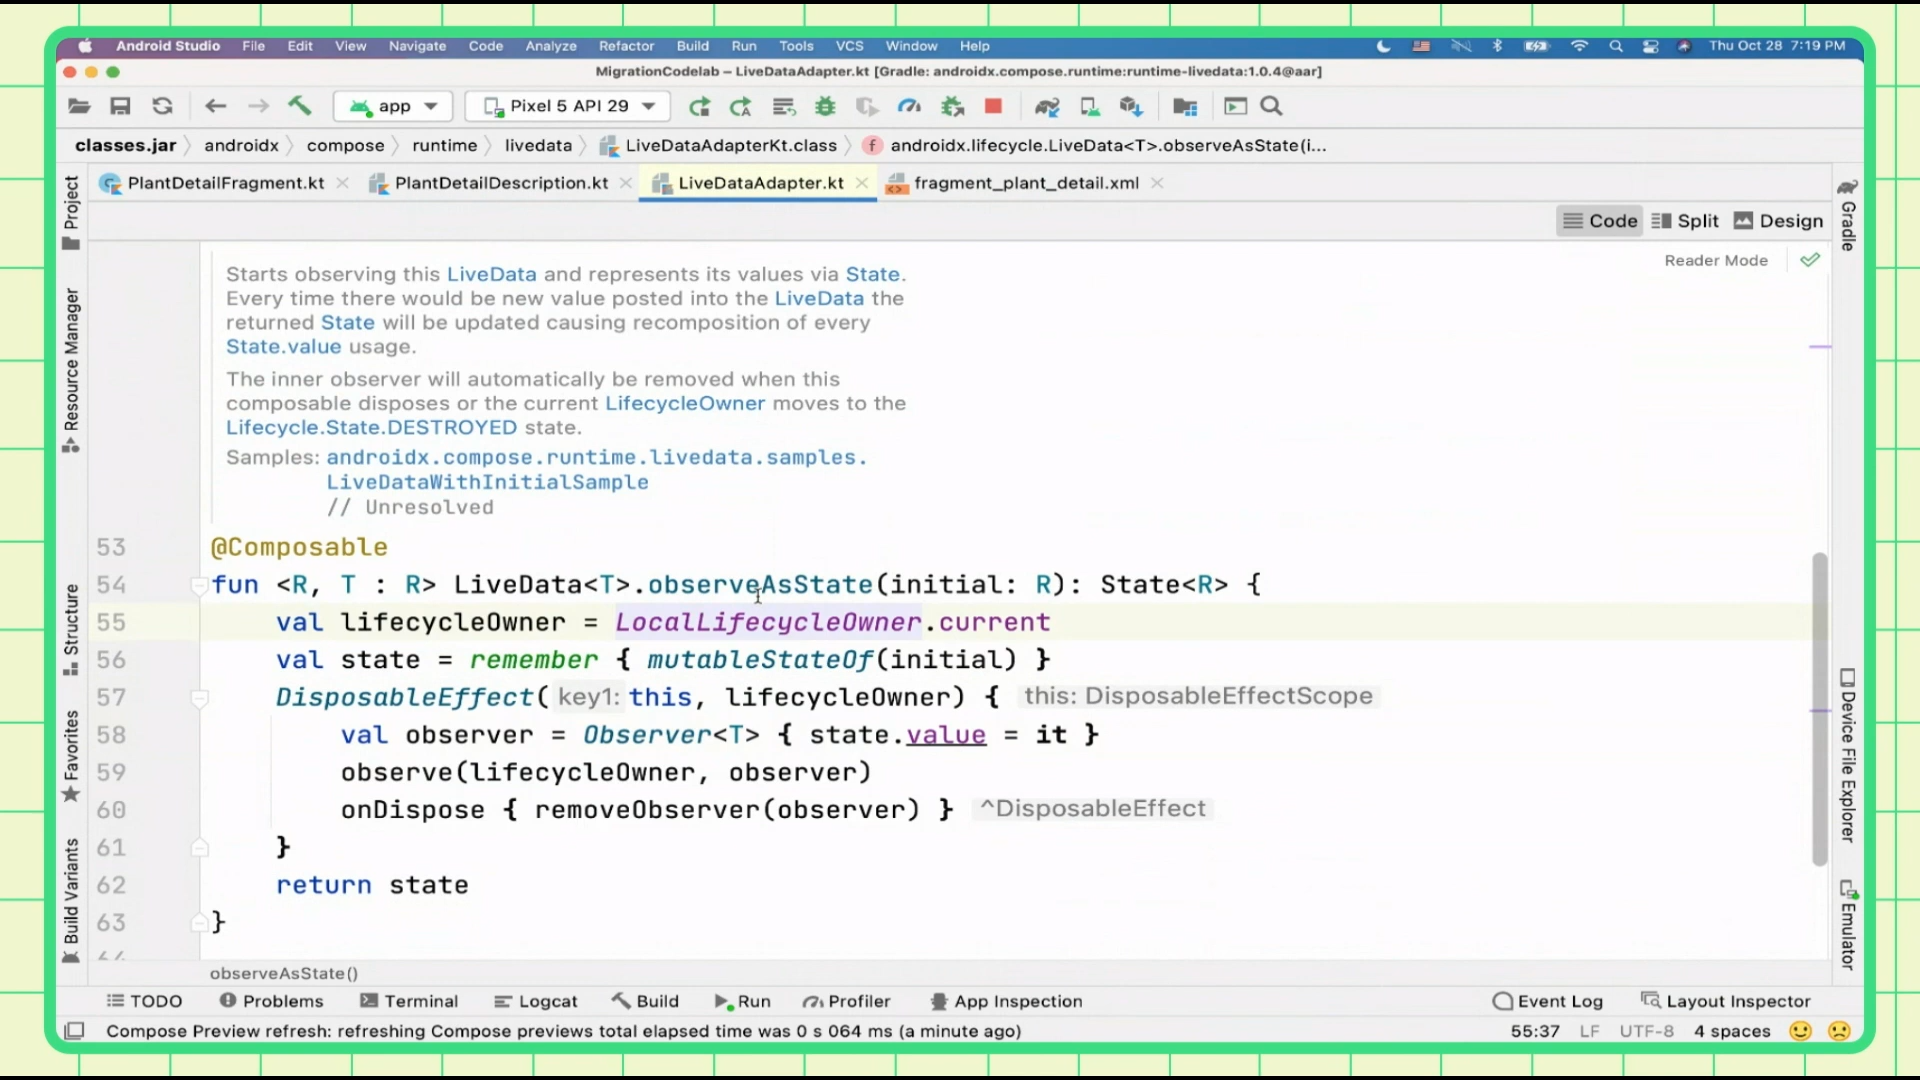 Android Studio File Edit View Navigate Code Analyze Refactor Build Run Tools VCS Window Help Thu Oct 28 7:19 PM
MigrationCodelab – LiveDataAdapter.kt [Gradle: androidx.compose.runtime:runtime-livedata:1.0.4@aar]
app Pixel 5 API 29
classes.jar androidx compose runtime livedata LiveDataAdapterKt.class androidx.lifecycle.LiveData<T>.observeAsState(i...
PlantDetailFragment.kt PlantDetailDescription.kt LiveDataAdapter.kt fragment_plant_detail.xml
Code Split Design
Reader Mode
Project
Resource Manager
Structure
Favorites
Build Variants
Gradle
Device File Explorer
Emulator
Starts observing this LiveData and represents its values via State.
Every time there would be new value posted into the LiveData the
returned State will be updated causing recomposition of every
State.value usage.
The inner observer will automatically be removed when this
composable disposes or the current LifecycleOwner moves to the
Lifecycle.State.DESTROYED state.
Samples: androidx.compose.runtime.livedata.samples.
LiveDataWithInitialSample
// Unresolved
53 @Composable
54 fun <R, T : R> LiveData<T>.observeAsState(initial: R): State<R> {
55 val lifecycleOwner = LocalLifecycleOwner.current
56 val state = remember { mutableStateOf(initial) }
57 DisposableEffect( key1: this, lifecycleOwner) { this: DisposableEffectScope
58 val observer = Observer<T> { state.value = it }
59 observe(lifecycleOwner, observer)
60 onDispose { removeObserver(observer) } ^DisposableEffect
61 }
62 return state
63 }
observeAsState()
TODO Problems Terminal Logcat Build Run Profiler App Inspection Event Log Layout Inspector
Compose Preview refresh: refreshing Compose previews total elapsed time was 0 s 064 ms (a minute ago) 55:37 LF UTF-8 4 spaces